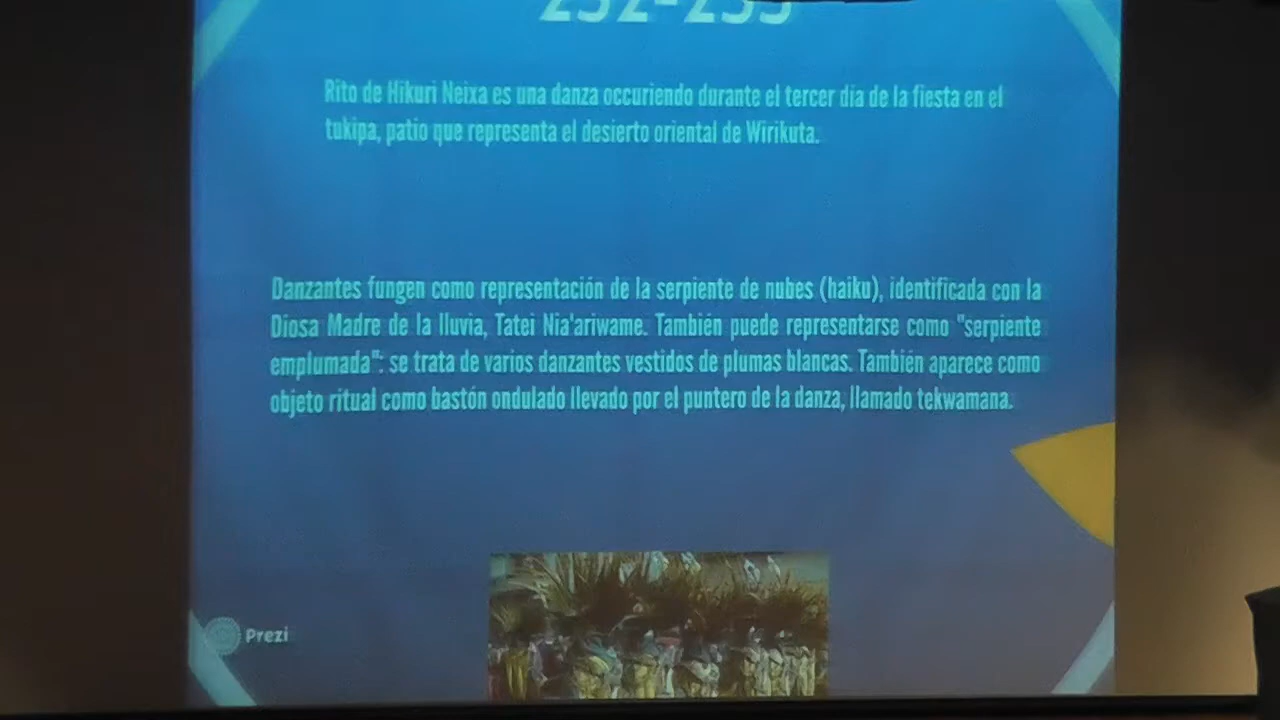 Rito de Hikuri Neixa es una danza occuriendo durante el tercer día de la fiesta en el
tukipa, patio que representa el desierto oriental de Wirikuta.
Danzantes fungen como representación de la serpiente de nubes (haiku), identificada con la
Diosa Madre de la lluvia, Tatei Nia'ariwame. También puede representarse como "serpiente
emplumada": se trata de varios danzantes vestidos de plumas blancas. También aparece como
objeto ritual como bastón ondulado llevado por el puntero de la danza, llamado tekwamana.
Prezi